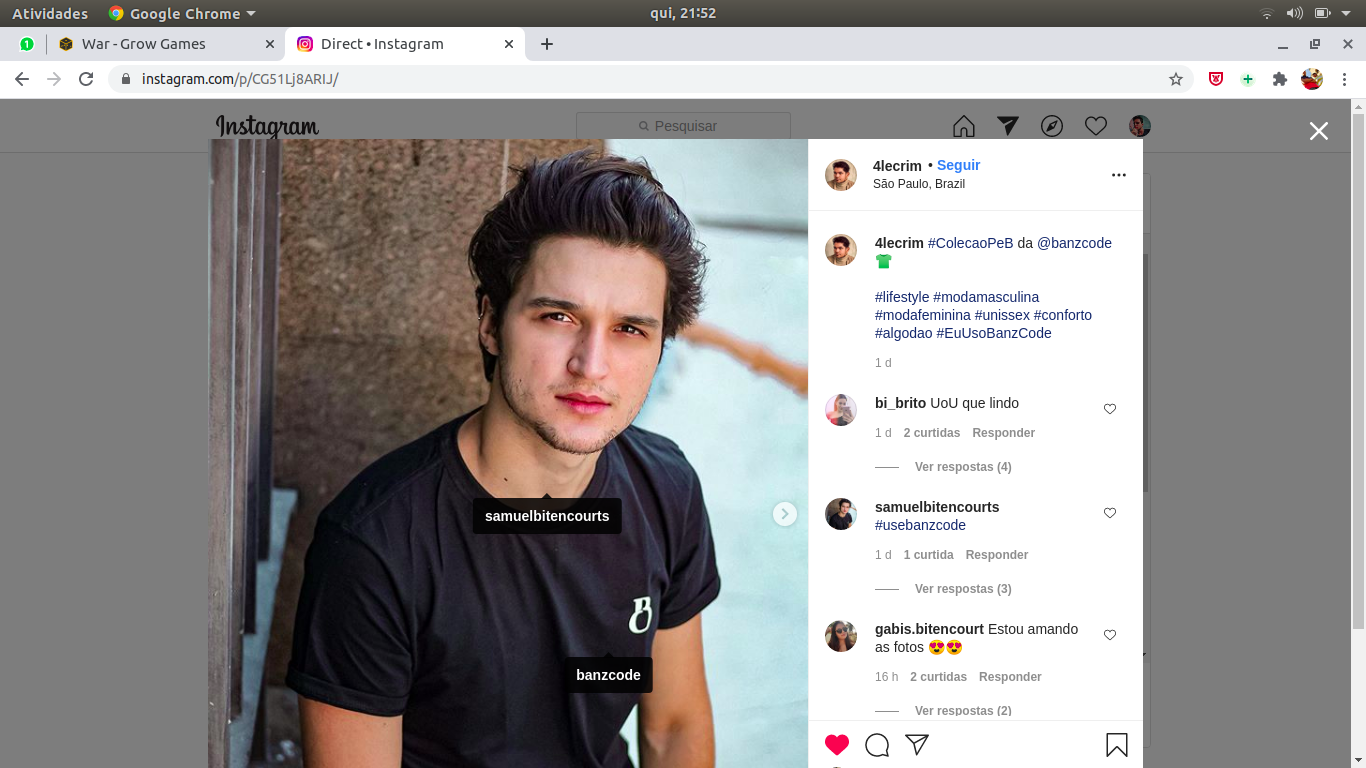 Atividades Google Chrome qui, 21:52
1 War - Grow Games Direct • Instagram
instagram.com/p/CG51Lj8ARIJ/
Instagram Pesquisar
4lecrim • Seguir
São Paulo, Brazil
4lecrim #ColecaoPeB da @banzcode
#lifestyle #modamasculina
#modafeminina #unissex #conforto
#algodao #EuUsoBanzCode
1 d
bi_brito UoU que lindo
1 d 2 curtidas Responder
Ver respostas (4)
samuelbitencourts
#usebanzcode
1 d 1 curtida Responder
Ver respostas (3)
gabis.bitencourt Estou amando
as fotos 😍😍
16 h 2 curtidas Responder
Ver respostas (2)
samuelbitencourts
B
banzcode